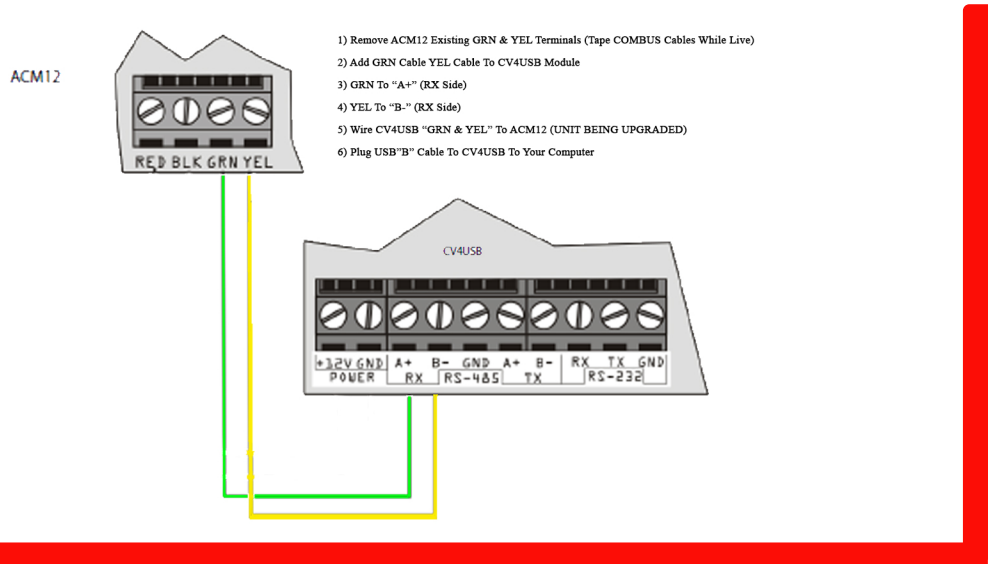 ACM12
1) Remove ACM12 Existing GRN & YEL Terminals (Tape COMBUS Cables While Live)
2) Add GRN Cable YEL Cable To CV4USB Module
3) GRN To “A+” (RX Side)
4) YEL To “B-” (RX Side)
5) Wire CV4USB “GRN & YEL” To ACM12 (UNIT BEING UPGRADED)
6) Plug USB”B” Cable To CV4USB To Your Computer
RED BLK GRN YEL
CV4USB
+12V GND A+ B- GND A+ B- RX TX GND
POWER RX RS-485 TX RS-232